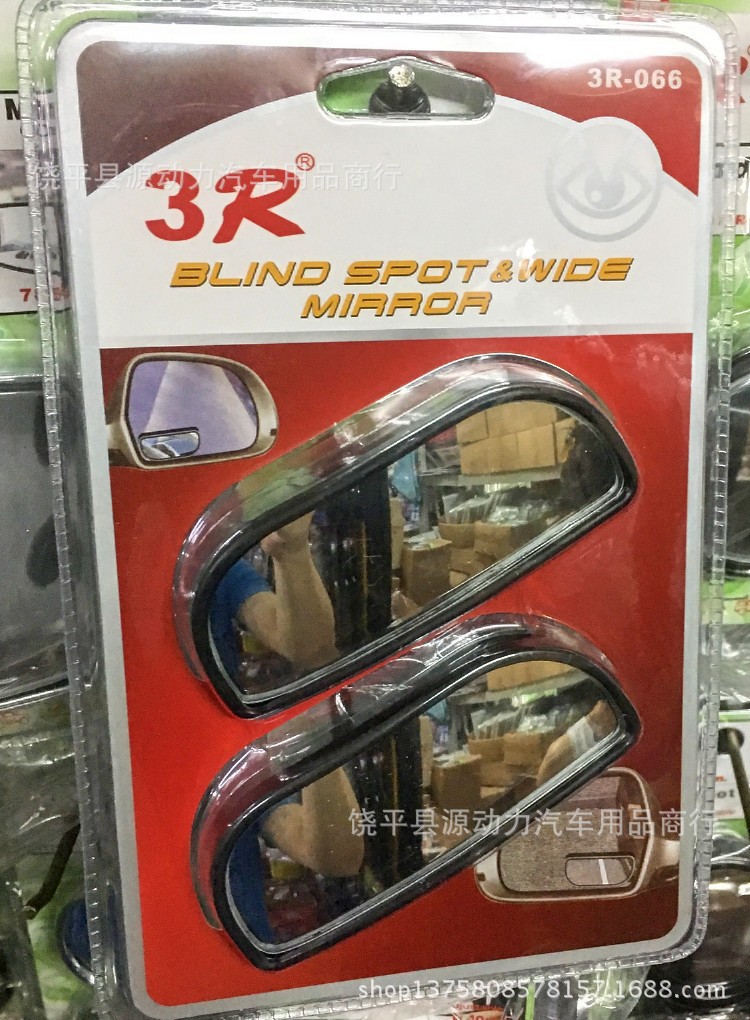 3R-066
饶平县源动力汽车用品商行
3R®
BLIND SPOT & WIDE
MIRROR
饶平县源动力汽车用品商行
shop1375808578157.1688.com